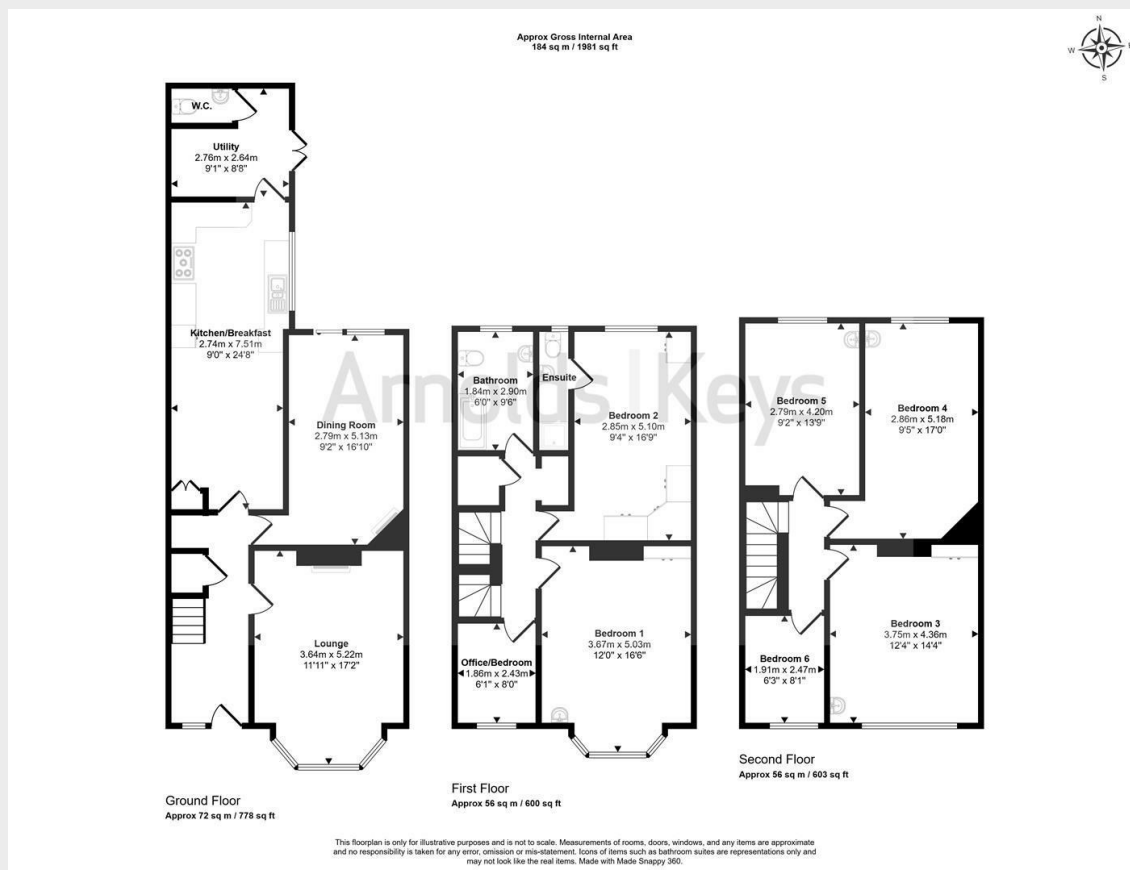 Approx Gross Internal Area
184 sq m / 1981 sq ft
N
W
S
W.C.
Utility
2.76m x 2.64m
9'1" x 8'8"
Kitchen/Breakfast
2.74m x 7.51m
9'0" x 24'8"
Dining Room
2.79m x 5.13m
9'2" x 16'10"
Lounge
3.64m x 5.22m
11'11" x 17'2"
Ground Floor
Approx 72 sq m / 778 sq ft
Arnolds | Keys
Bathroom
1.84m x 2.90m
6'0" x 9'6"
Ensuite
Bedroom 2
2.85m x 5.10m
9'4" x 16'9"
Bedroom 1
3.67m x 5.03m
12'0" x 16'6"
Office/Bedroom
1.86m x 2.43m
6'1" x 8'0"
First Floor
Approx 56 sq m / 600 sq ft
Bedroom 5
2.79m x 4.20m
9'2" x 13'9"
Bedroom 4
2.86m x 5.18m
9'5" x 17'0"
Bedroom 3
3.75m x 4.36m
12'4" x 14'4"
Bedroom 6
1.91m x 2.47m
6'3" x 8'1"
Second Floor
Approx 56 sq m / 603 sq ft
This floorplan is only for illustrative purposes and is not to scale. Measurements of rooms, doors, windows, and any items are approximate
and no responsibility is taken for any error, omission or mis-statement. Icons of items such as bathroom suites are representations only and
may not look like the real items. Made with Made Snappy 360.